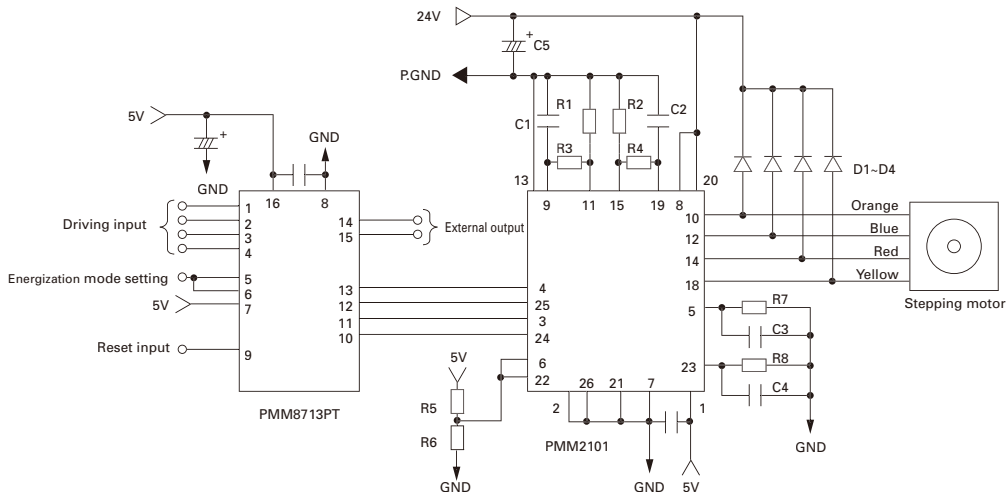 24V
+
C5
P.GND
R1
R2
C1
C2
R3
R4
5V
+
GND
GND
16
8
13
9
11
15
19
8
20
D1~D4
Driving input
1
2
3
4
14
15
External output
10
12
14
18
Orange
Blue
Red
Yellow
Stepping motor
Energization mode setting
5
6
5V
7
Reset input
9
13
12
11
10
4
25
3
24
6
22
5
23
R7
C3
R8
C4
GND
PMM8713PT
5V
R5
R6
GND
2
26
21
7
1
PMM2101
GND
5V